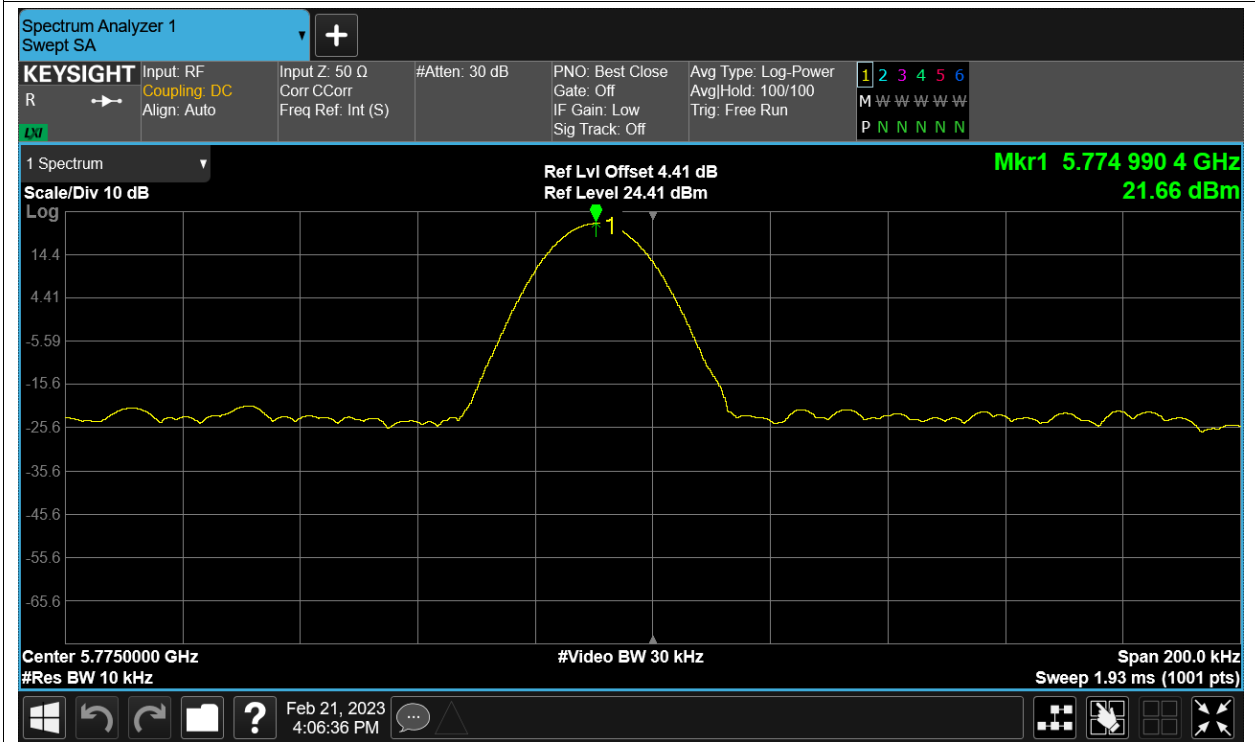 Spectrum Analyzer 1
Swept SA
+
KEYSIGHT
R
LXI
Input: RF
Coupling: DC
Align: Auto
Input Z: 50 Ω
Corr CCorr
Freq Ref: Int (S)
#Atten: 30 dB
PNO: Best Close
Gate: Off
IF Gain: Low
Sig Track: Off
Avg Type: Log-Power
Avg|Hold: 100/100
Trig: Free Run
1 2 3 4 5 6
M W W W W W
P N N N N N
1 Spectrum
Scale/Div 10 dB
Log
Ref Lvl Offset 4.41 dB
Ref Level 24.41 dBm
Mkr1 5.774 990 4 GHz
21.66 dBm
1
14.4
4.41
-5.59
-15.6
-25.6
-35.6
-45.6
-55.6
-65.6
Center 5.7750000 GHz
#Res BW 10 kHz
#Video BW 30 kHz
Span 200.0 kHz
Sweep 1.93 ms (1001 pts)
?
Feb 21, 2023
4:06:36 PM